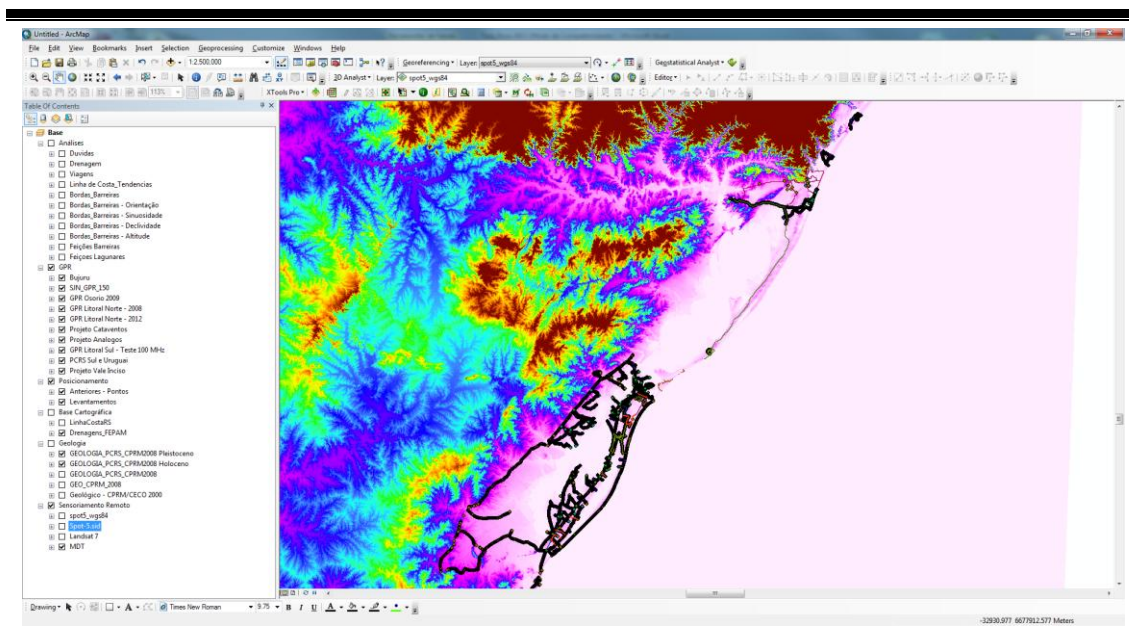 Untitled - ArcMap
File Edit View Bookmarks Insert Selection Geoprocessing Customize Windows Help
1:2.500.000 Georeferencing Layer: spot5_wgs84 Geostatistical Analyst
3D Analyst Layer: spot5_wgs84 Editor
113% XTools Pro
Table Of Contents
Base
Análises
Duvides
Drenagem
Viagens
Linha de Costa_Tendencias
Bordas_Barreiras
Bordas_Barreiras - Orientação
Bordas_Barreiras - Sinuosidade
Bordas_Barreiras - Declividade
Bordas_Barreiras - Altitude
Feições Barreiras
Feiçoes Lagunares
GPR
Bujuru
SIN_GPR_150
GPR Osorio 2009
GPR Litoral Norte - 2008
GPR Litoral Norte - 2012
Projeto Cataventos
Projeto Analogos
GPR Litoral Sul - Teste 100 MHz
PCRS Sul e Uruguai
Projeto Vale Inciso
Posicionamento
Anteriores - Pontos
Levantamentos
Base Cartográfica
LinhaCostaRS
Drenagens_FEPAM
Geologia
GEOLOGIA_PCRS_CPRM2008 Pleistoceno
GEOLOGIA_PCRS_CPRM2008 Holoceno
GEOLOGIA_PCRS_CPRM2008
GEO_CPRM_2008
Geológico - CPRM/CECO 2000
Sensoriamento Remoto
spot5_wgs84
Spot-5.sid
Landsat 7
MDT
Drawing A Times New Roman 9.75 B I U A
-32930.977 6677912.577 Meters